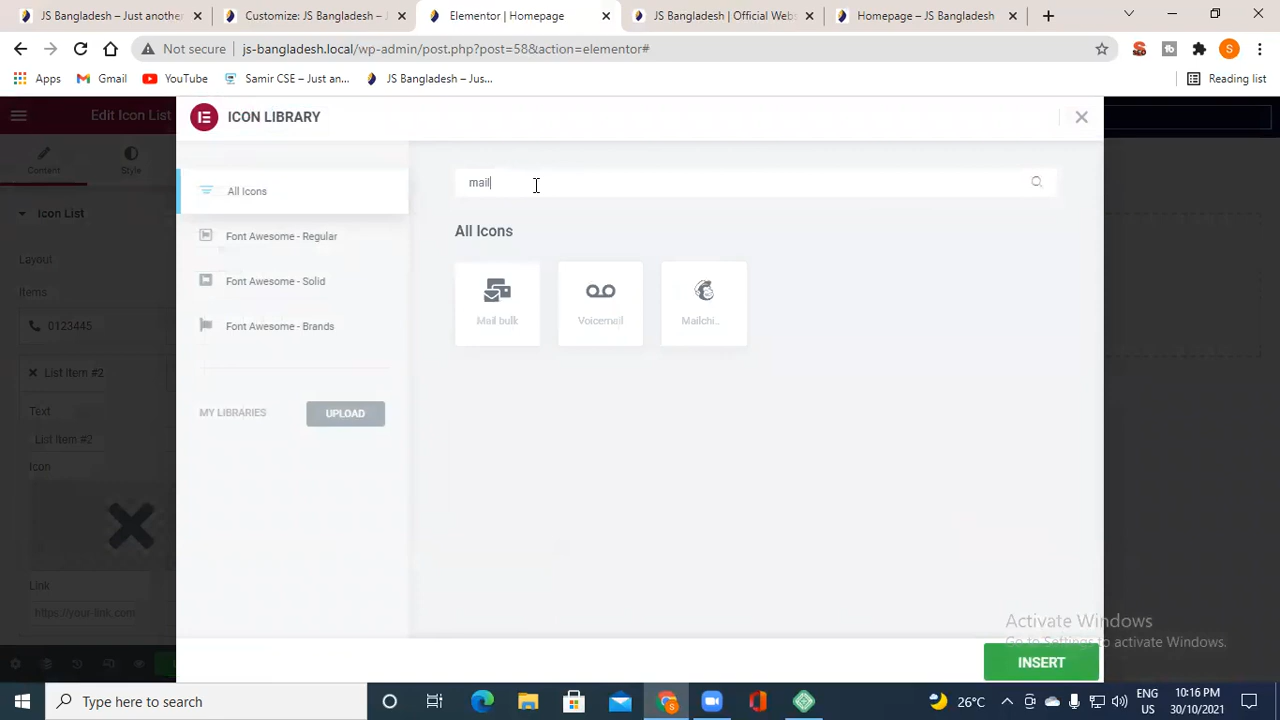 JS Bangladesh – Just another
Customize: JS Bangladesh – J
Elementor | Homepage
JS Bangladesh | Official Webs
Homepage – JS Bangladesh
Not secure
js-bangladesh.local/wp-admin/post.php?post=58&action=elementor#
S
Apps
Gmail
YouTube
Samir CSE – Just an...
JS Bangladesh – Jus...
Reading list
Edit Icon List
ICON LIBRARY
Content
Style
All Icons
mail
Icon List
Font Awesome - Regular
All Icons
Layout
Font Awesome - Solid
Items
Font Awesome - Brands
0123445
Mail bulk
Voicemail
Mailchi...
List Item #2
Text
MY LIBRARIES
UPLOAD
List Item #2
Icon
Link
https://your-link.com
Activate Windows
Go to Settings to activate Windows.
INSERT
Type here to search
26°C
ENG
US
10:16 PM
30/10/2021